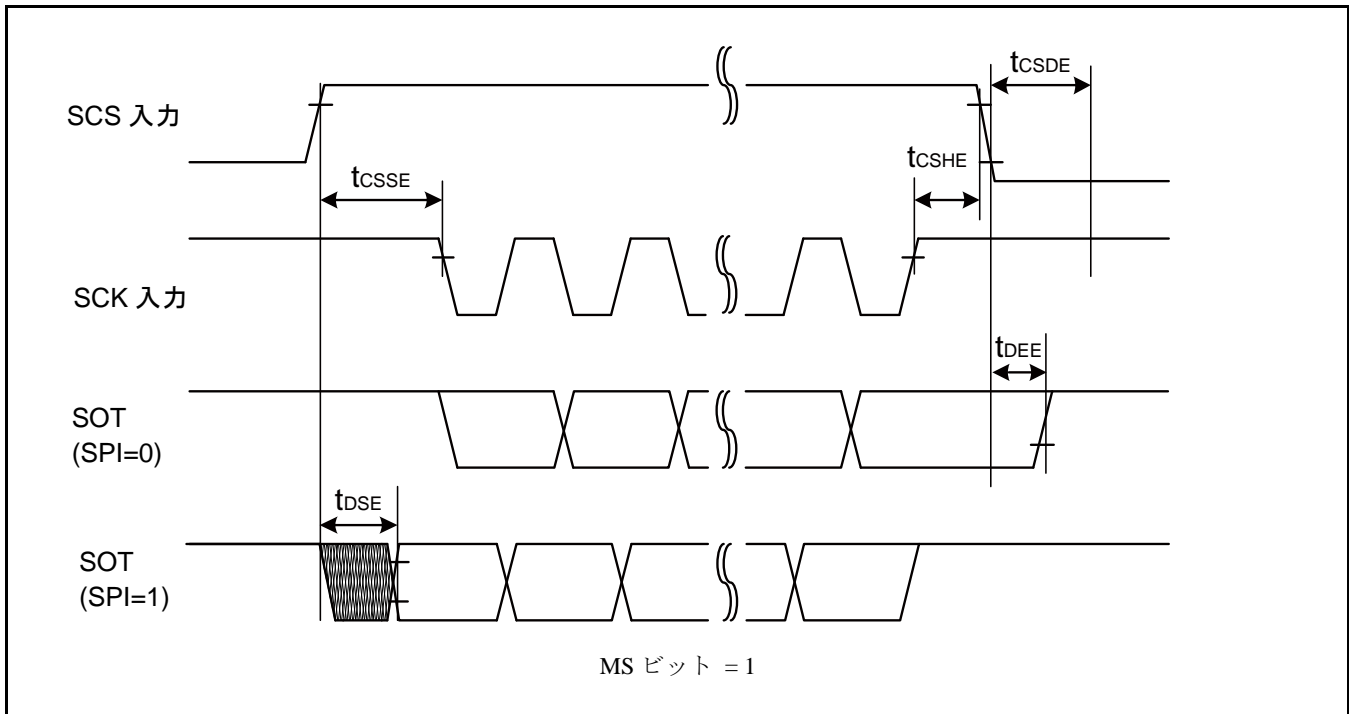 tCSDE
SCS 入力
tCSHE
tCSSE
SCK 入力
tDEE
SOT
(SPI=0)
tDSE
SOT
(SPI=1)
MS ビット = 1